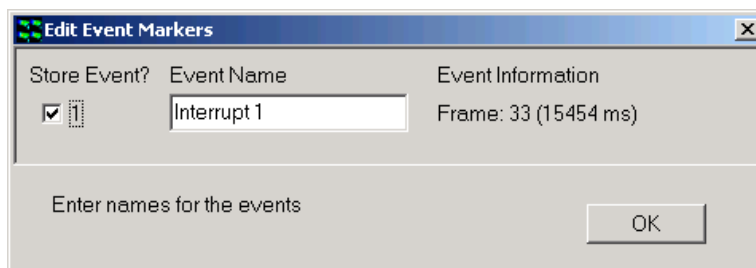 Edit Event Markers
Store Event? Event Name Event Information
1 Interrupt 1 Frame: 33 (15454 ms)
Enter names for the events
OK